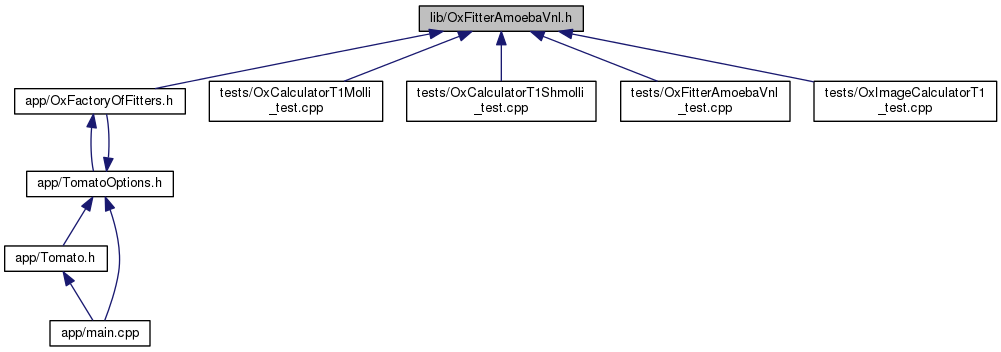 lib/OxFitterAmoebaVnl.h
app/OxFactoryOfFitters.h
tests/OxCalculatorT1Molli
_test.cpp
tests/OxCalculatorT1Shmolli
_test.cpp
tests/OxFitterAmoebaVnl
_test.cpp
tests/OxImageCalculatorT1
_test.cpp
app/TomatoOptions.h
app/Tomato.h
app/main.cpp